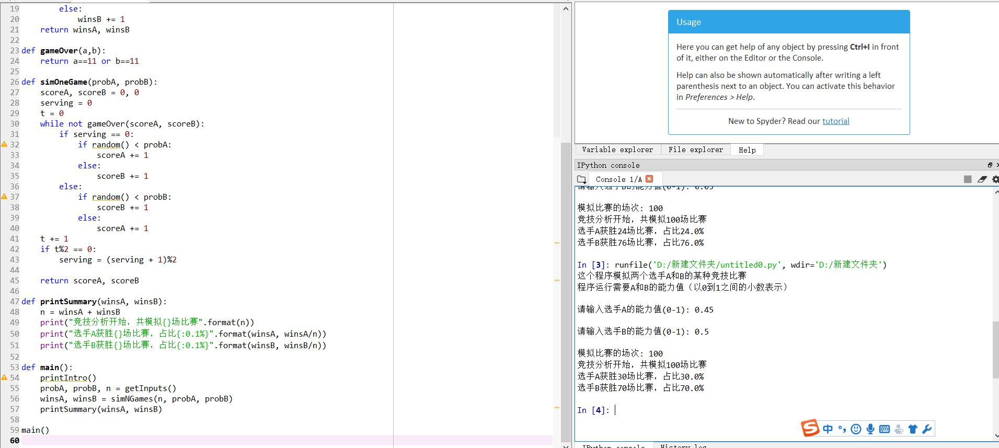 19 else:
20 winsB += 1
21 return winsA, winsB
22
23 def gameOver(a,b):
24 return a==11 or b==11
25
26 def simOneGame(probA, probB):
27 scoreA, scoreB = 0, 0
28 serving = 0
29 t = 0
30 while not gameOver(scoreA, scoreB):
31 if serving == 0:
32 if random() < probA:
33 scoreA += 1
34 else:
35 scoreB += 1
36 else:
37 if random() < probB:
38 scoreB += 1
39 else:
40 scoreA += 1
41 t += 1
42 if t%2 == 0:
43 serving = (serving + 1)%2
44
45 return scoreA, scoreB
46
47 def printSummary(winsA, winsB):
48 n = winsA + winsB
49 print("竞技分析开始，共模拟{}场比赛".format(n))
50 print("选手A获胜{}场比赛，占比{:0.1%}".format(winsA, winsA/n))
51 print("选手B获胜{}场比赛，占比{:0.1%}".format(winsB, winsB/n))
52
53 def main():
54 printIntro()
55 probA, probB, n = getInputs()
56 winsA, winsB = simNGames(n, probA, probB)
57 printSummary(winsA, winsB)
58
59 main()
60
Usage
Here you can get help of any object by pressing Ctrl+I in front
of it, either on the Editor or the Console.
Help can also be shown automatically after writing a left
parenthesis next to an object. You can activate this behavior
in Preferences > Help.
New to Spyder? Read our tutorial
Variable explorer File explorer Help
IPython console
Console 1/A
请输入选手B的能力值(0-1): 0.05
模拟比赛的场次: 100
竞技分析开始，共模拟100场比赛
选手A获胜24场比赛，占比24.0%
选手B获胜76场比赛，占比76.0%
In [3]: runfile('D:/新建文件夹/untitled0.py', wdir='D:/新建文件夹')
这个程序模拟两个选手A和B的某种竞技比赛
程序运行需要A和B的能力值（以0到1之间的小数表示）
请输入选手A的能力值(0-1): 0.45
请输入选手B的能力值(0-1): 0.5
模拟比赛的场次: 100
竞技分析开始，共模拟100场比赛
选手A获胜30场比赛，占比30.0%
选手B获胜70场比赛，占比70.0%
In [4]:
中
IPython console History log